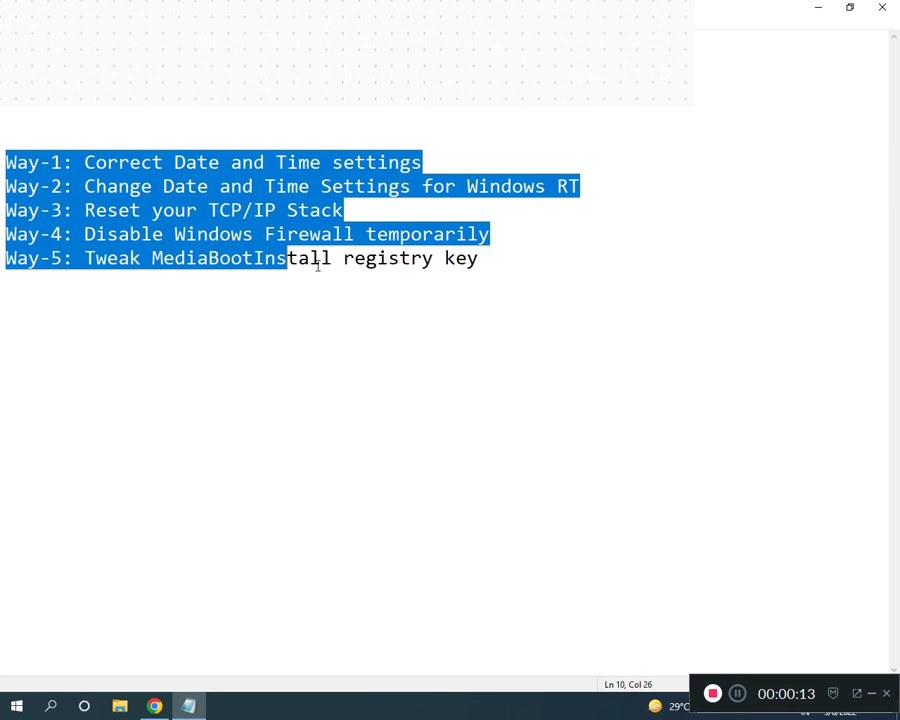 Way-1: Correct Date and Time settings
Way-2: Change Date and Time Settings for Windows RT
Way-3: Reset your TCP/IP Stack
Way-4: Disable Windows Firewall temporarily
Way-5: Tweak MediaBootInstall registry key
Ln 10, Col 26
00:00:13
29°C